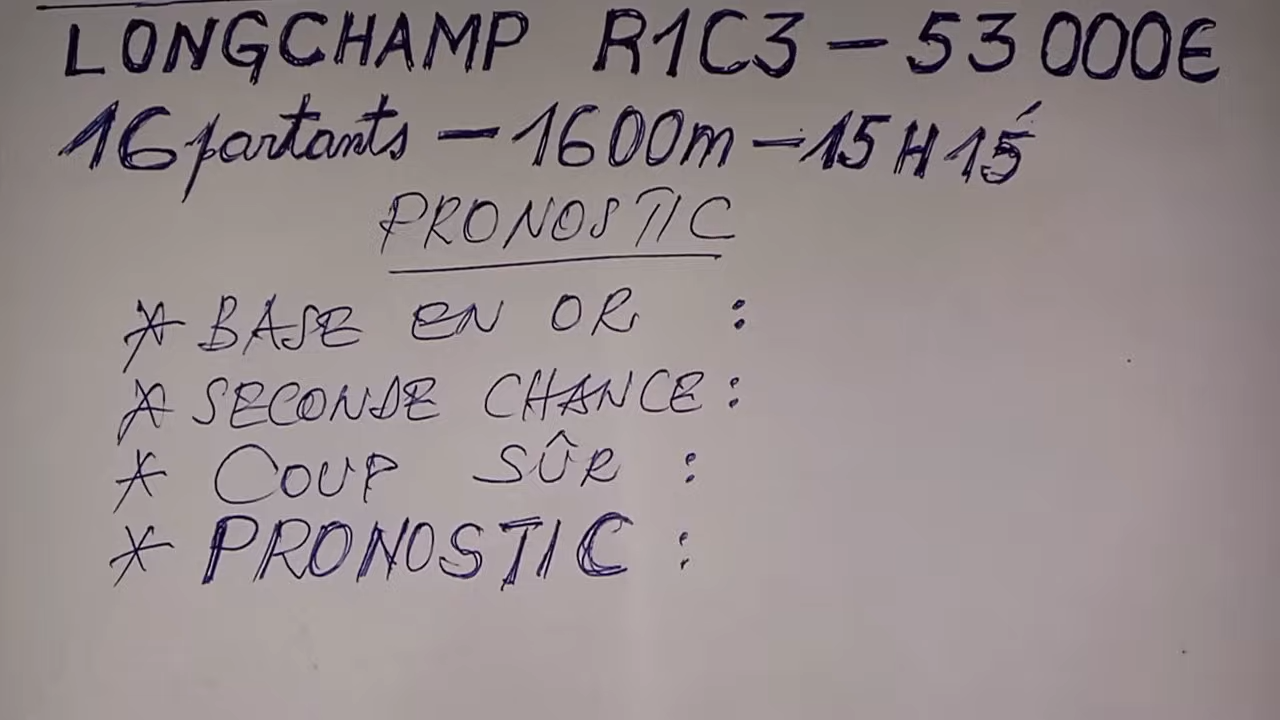 LONGCHAMP R1C3 - 53 000€
16 partants - 1600m - 15H15
PRONOSTIC
* BASE EN OR :
* SECONDE CHANCE :
* COUP SÛR :
* PRONOSTIC :